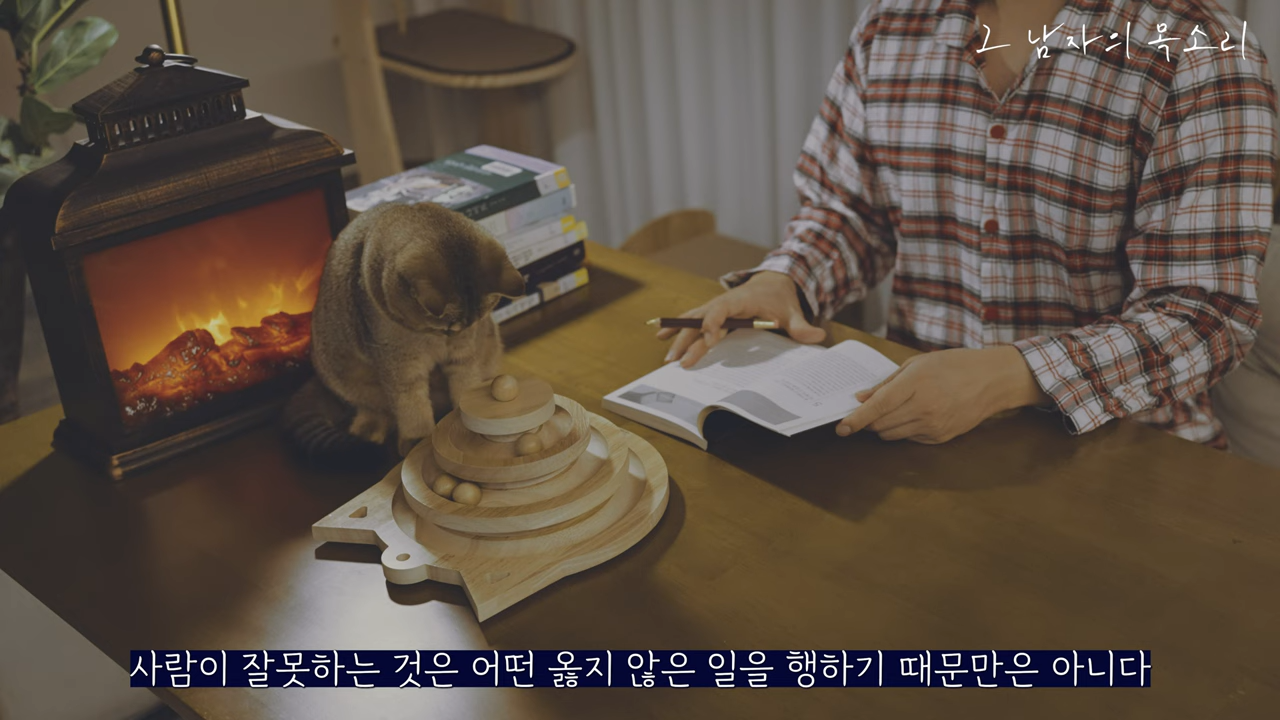 그 남자의 목소리
사람이 잘못하는 것은 어떤 옳지 않은 일을 행하기 때문만은 아니다